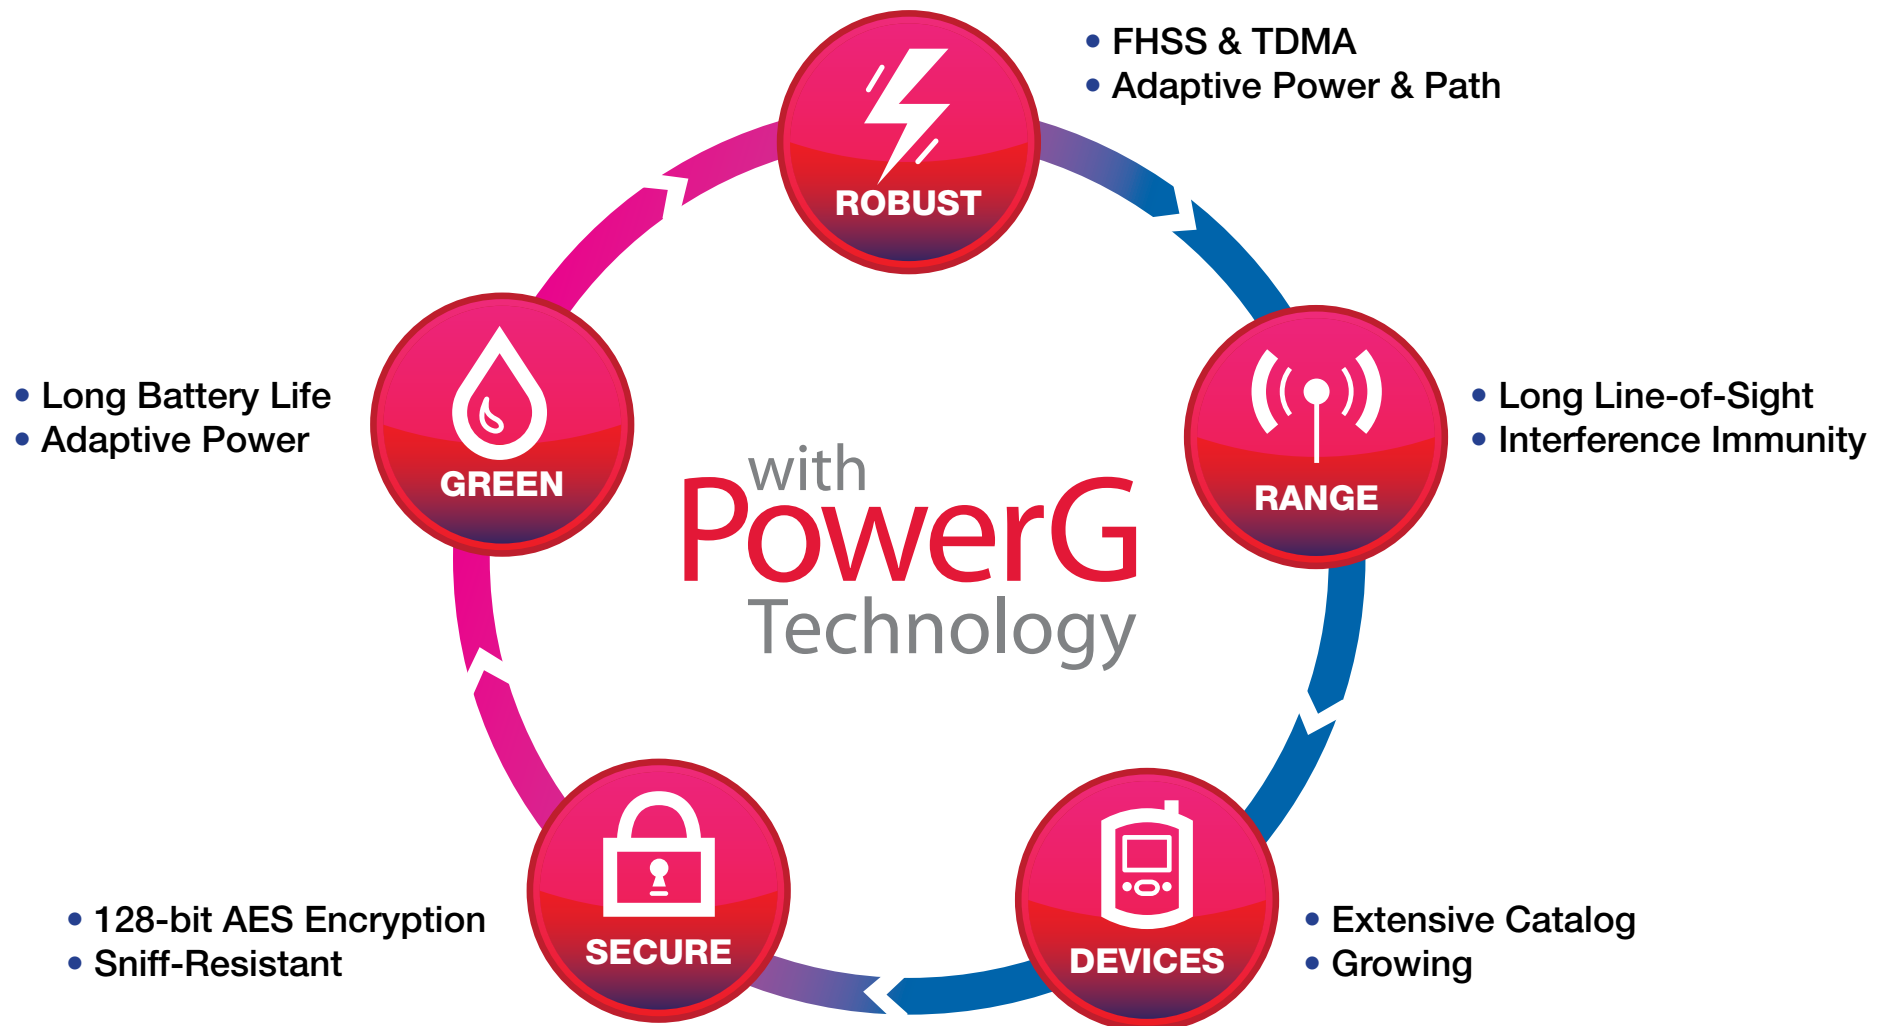 • FHSS & TDMA
• Adaptive Power & Path
ROBUST
• Long Battery Life
• Adaptive Power
GREEN
• Long Line-of-Sight
• Interference Immunity
RANGE
with
PowerG
Technology
• 128-bit AES Encryption
• Sniff-Resistant
SECURE
• Extensive Catalog
• Growing
DEVICES